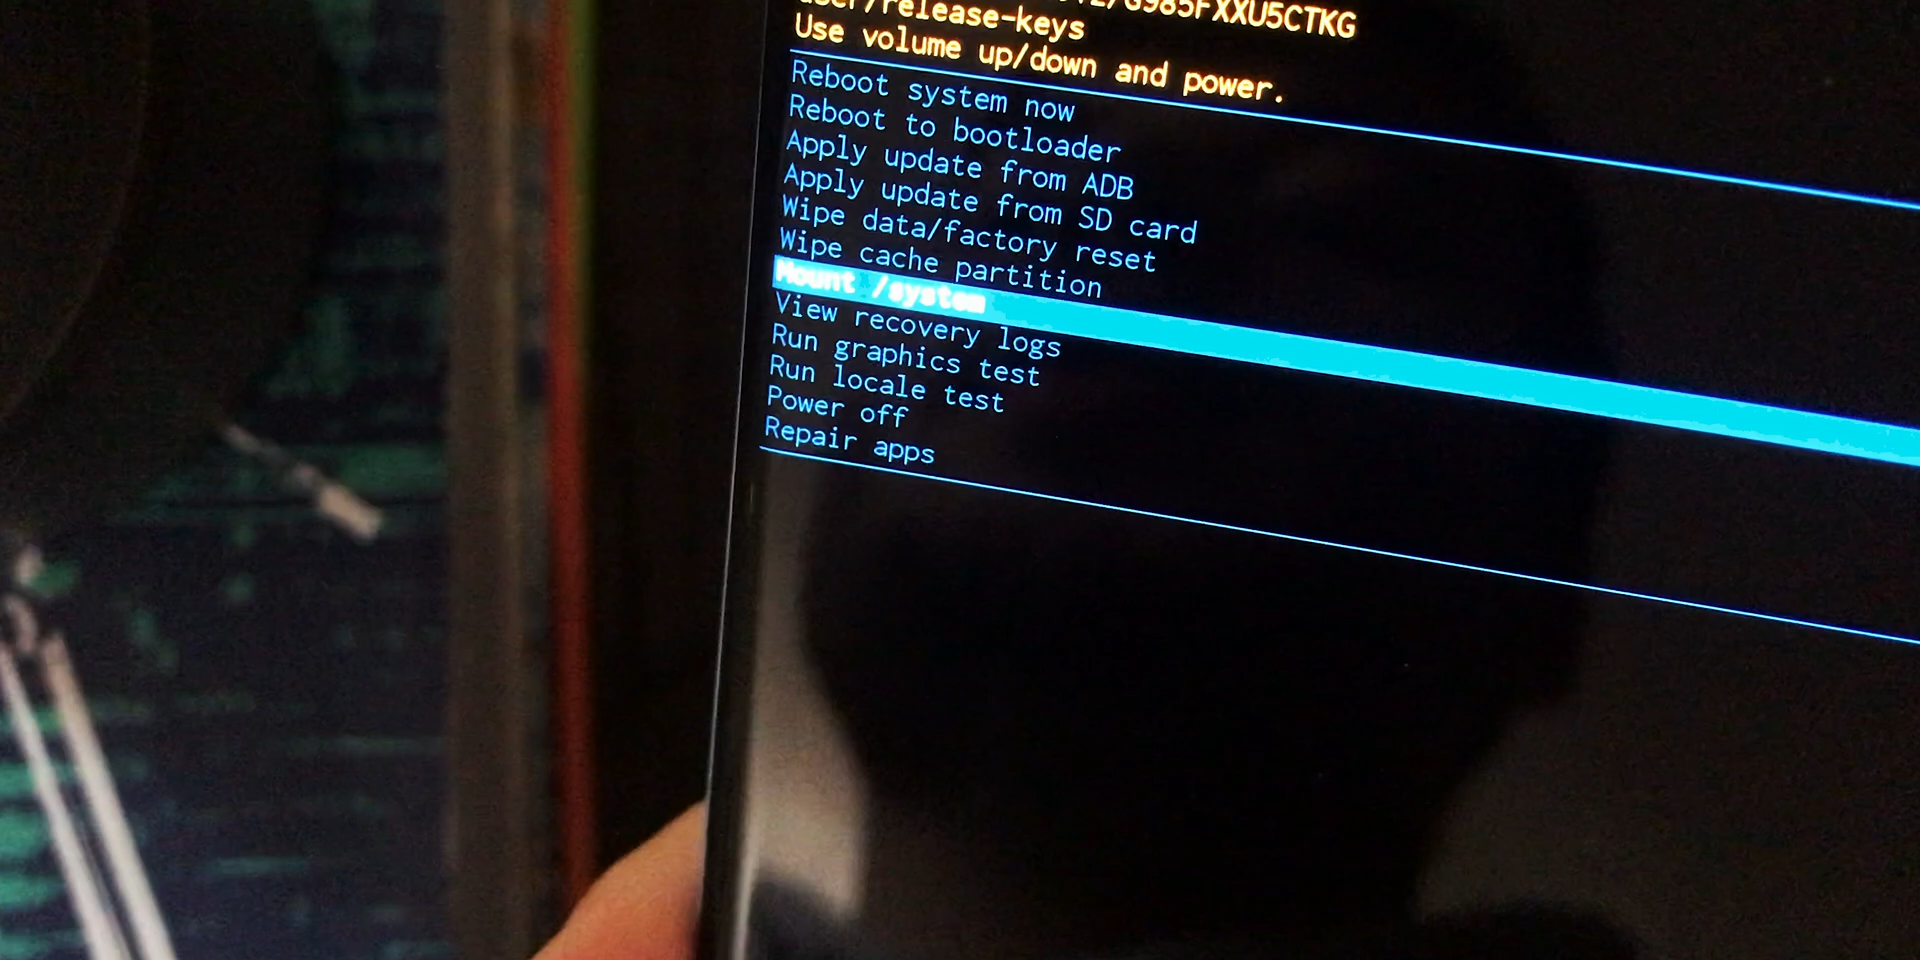 G985FXXU5CTKG
user/release-keys
Use volume up/down and power.
Reboot system now
Reboot to bootloader
Apply update from ADB
Apply update from SD card
Wipe data/factory reset
Wipe cache partition
Mount /system
View recovery logs
Run graphics test
Run locale test
Power off
Repair apps